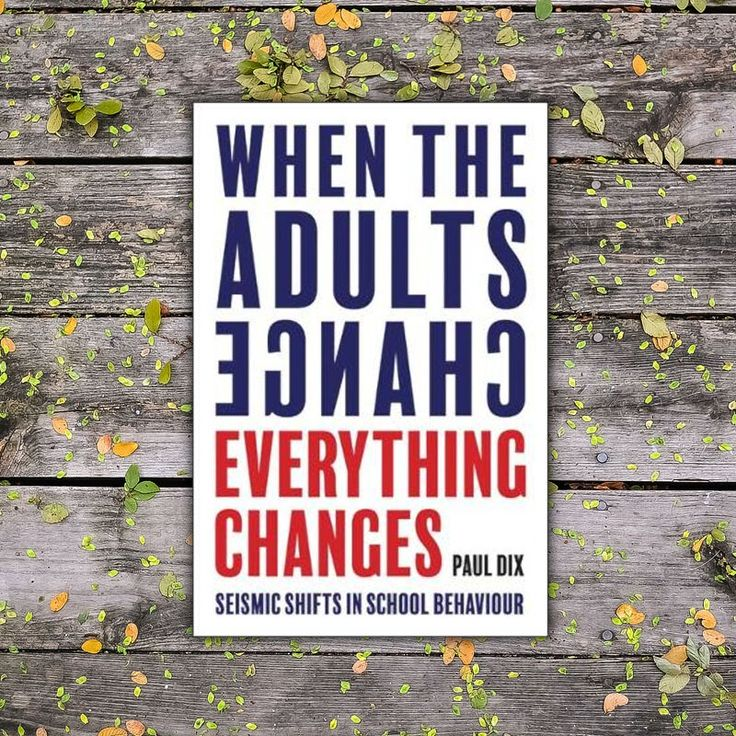 WHEN THE
ADULTS
CHANGE
EVERYTHING
CHANGES PAUL DIX
SEISMIC SHIFTS IN SCHOOL BEHAVIOUR